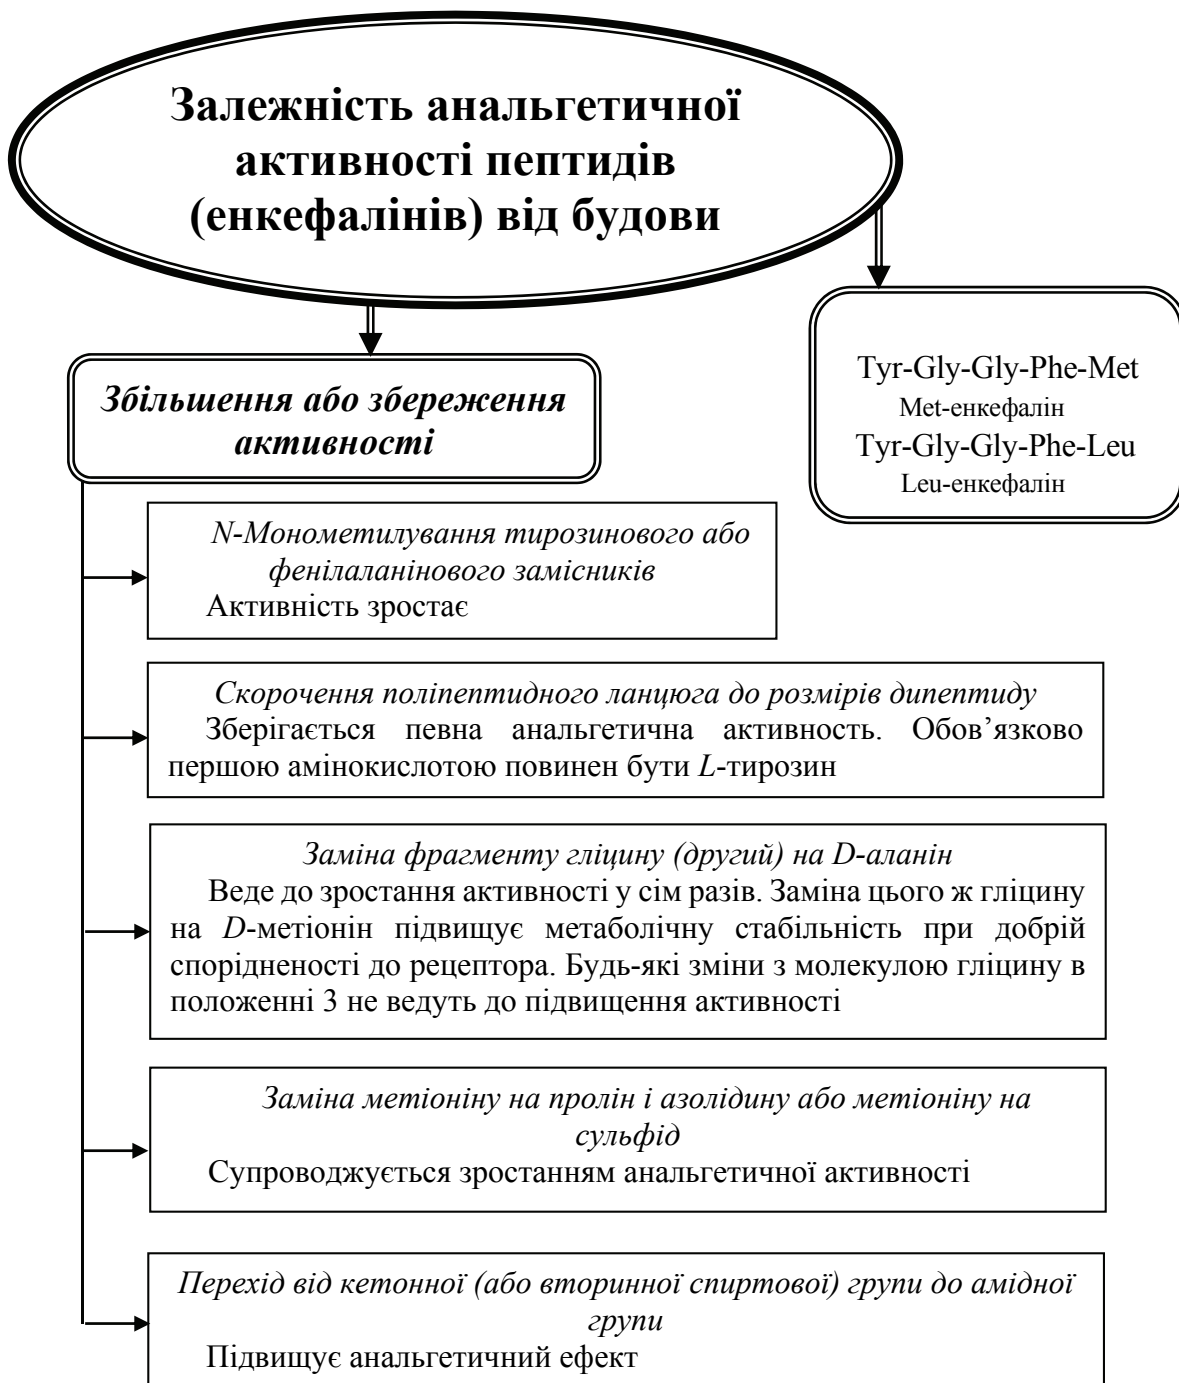 Залежність анальгетичної
активності пептидів
(енкефалінів) від будови
Tyr-Gly-Gly-Phe-Met
Met-енкефалін
Tyr-Gly-Gly-Phe-Leu
Leu-енкефалін
Збільшення або збереження
активності
N-Монометилування тирозинового або
фенілаланінового замісників
Активність зростає
Скорочення поліпептидного ланцюга до розмірів дипептиду
Зберігається певна анальгетична активность. Обов’язково
першою амінокислотою повинен бути L-тирозин
Заміна фрагменту гліцину (другий) на D-аланін
Веде до зростання активності у сім разів. Заміна цього ж гліцину
на D-метіонін підвищує метаболічну стабільність при добрій
спорідненості до рецептора. Будь-які зміни з молекулою гліцину в
положенні 3 не ведуть до підвищення активності
Заміна метіоніну на пролін і азолідину або метіоніну на
сульфід
Супроводжується зростанням анальгетичної активності
Перехід від кетонної (або вторинної спиртової) групи до амідної
групи
Підвищує анальгетичний ефект